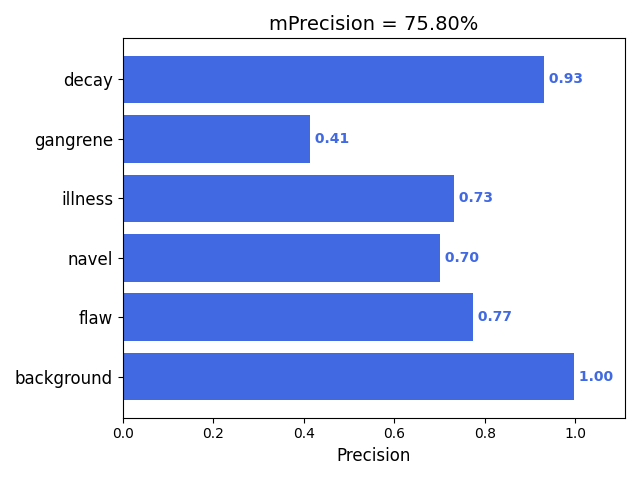 mPrecision = 75.80%
decay 0.93
gangrene 0.41
illness 0.73
navel 0.70
flaw 0.77
background 1.00
0.0 0.2 0.4 0.6 0.8 1.0
Precision